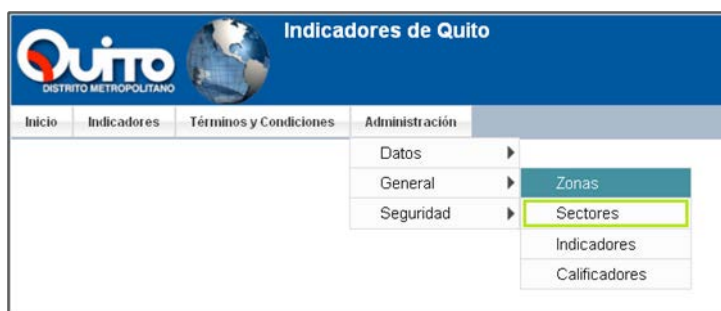 Indicadores de Quito
Quito
DISTRITO METROPOLITANO
Inicio Indicadores Términos y Condiciones Administración
Datos
General Zonas
Seguridad Sectores
Indicadores
Calificadores